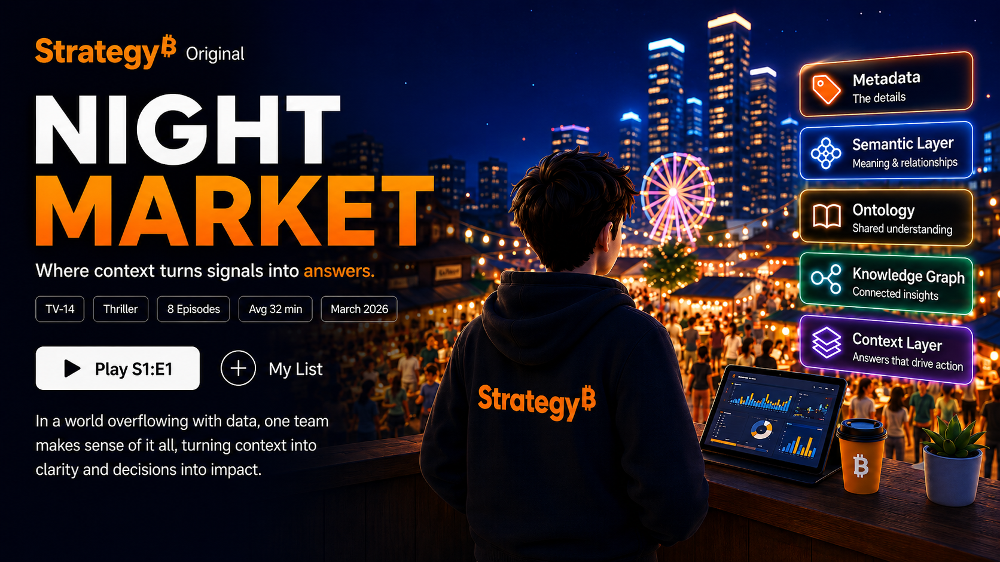 Strategy₿ Original
NIGHT
MARKET
Where context turns signals into answers.
TV-14
Thriller
8 Episodes
Avg 32 min
March 2026
Play S1:E1
My List
In a world overflowing with data, one team
makes sense of it all, turning context into
clarity and decisions into impact.
Metadata
The details
Semantic Layer
Meaning & relationships
Ontology
Shared understanding
Knowledge Graph
Connected insights
Context Layer
Answers that drive action
Strategy₿
₿